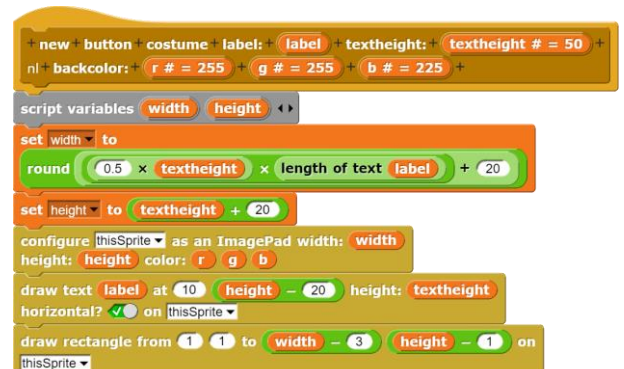 + new + button + costume + label: + label + textheight: + textheight # = 50 +
nl + backcolor: + r # = 255 + g # = 255 + b # = 225 +
script variables width height
set width to
round 0.5 × textheight × length of text label + 20
set height to textheight + 20
configure thisSprite as an ImagePad width: width
height: height color: r g b
draw text label at 10 height - 20 height: textheight
horizontal? on thisSprite
draw rectangle from 1 1 to width - 3 height - 1 on
thisSprite